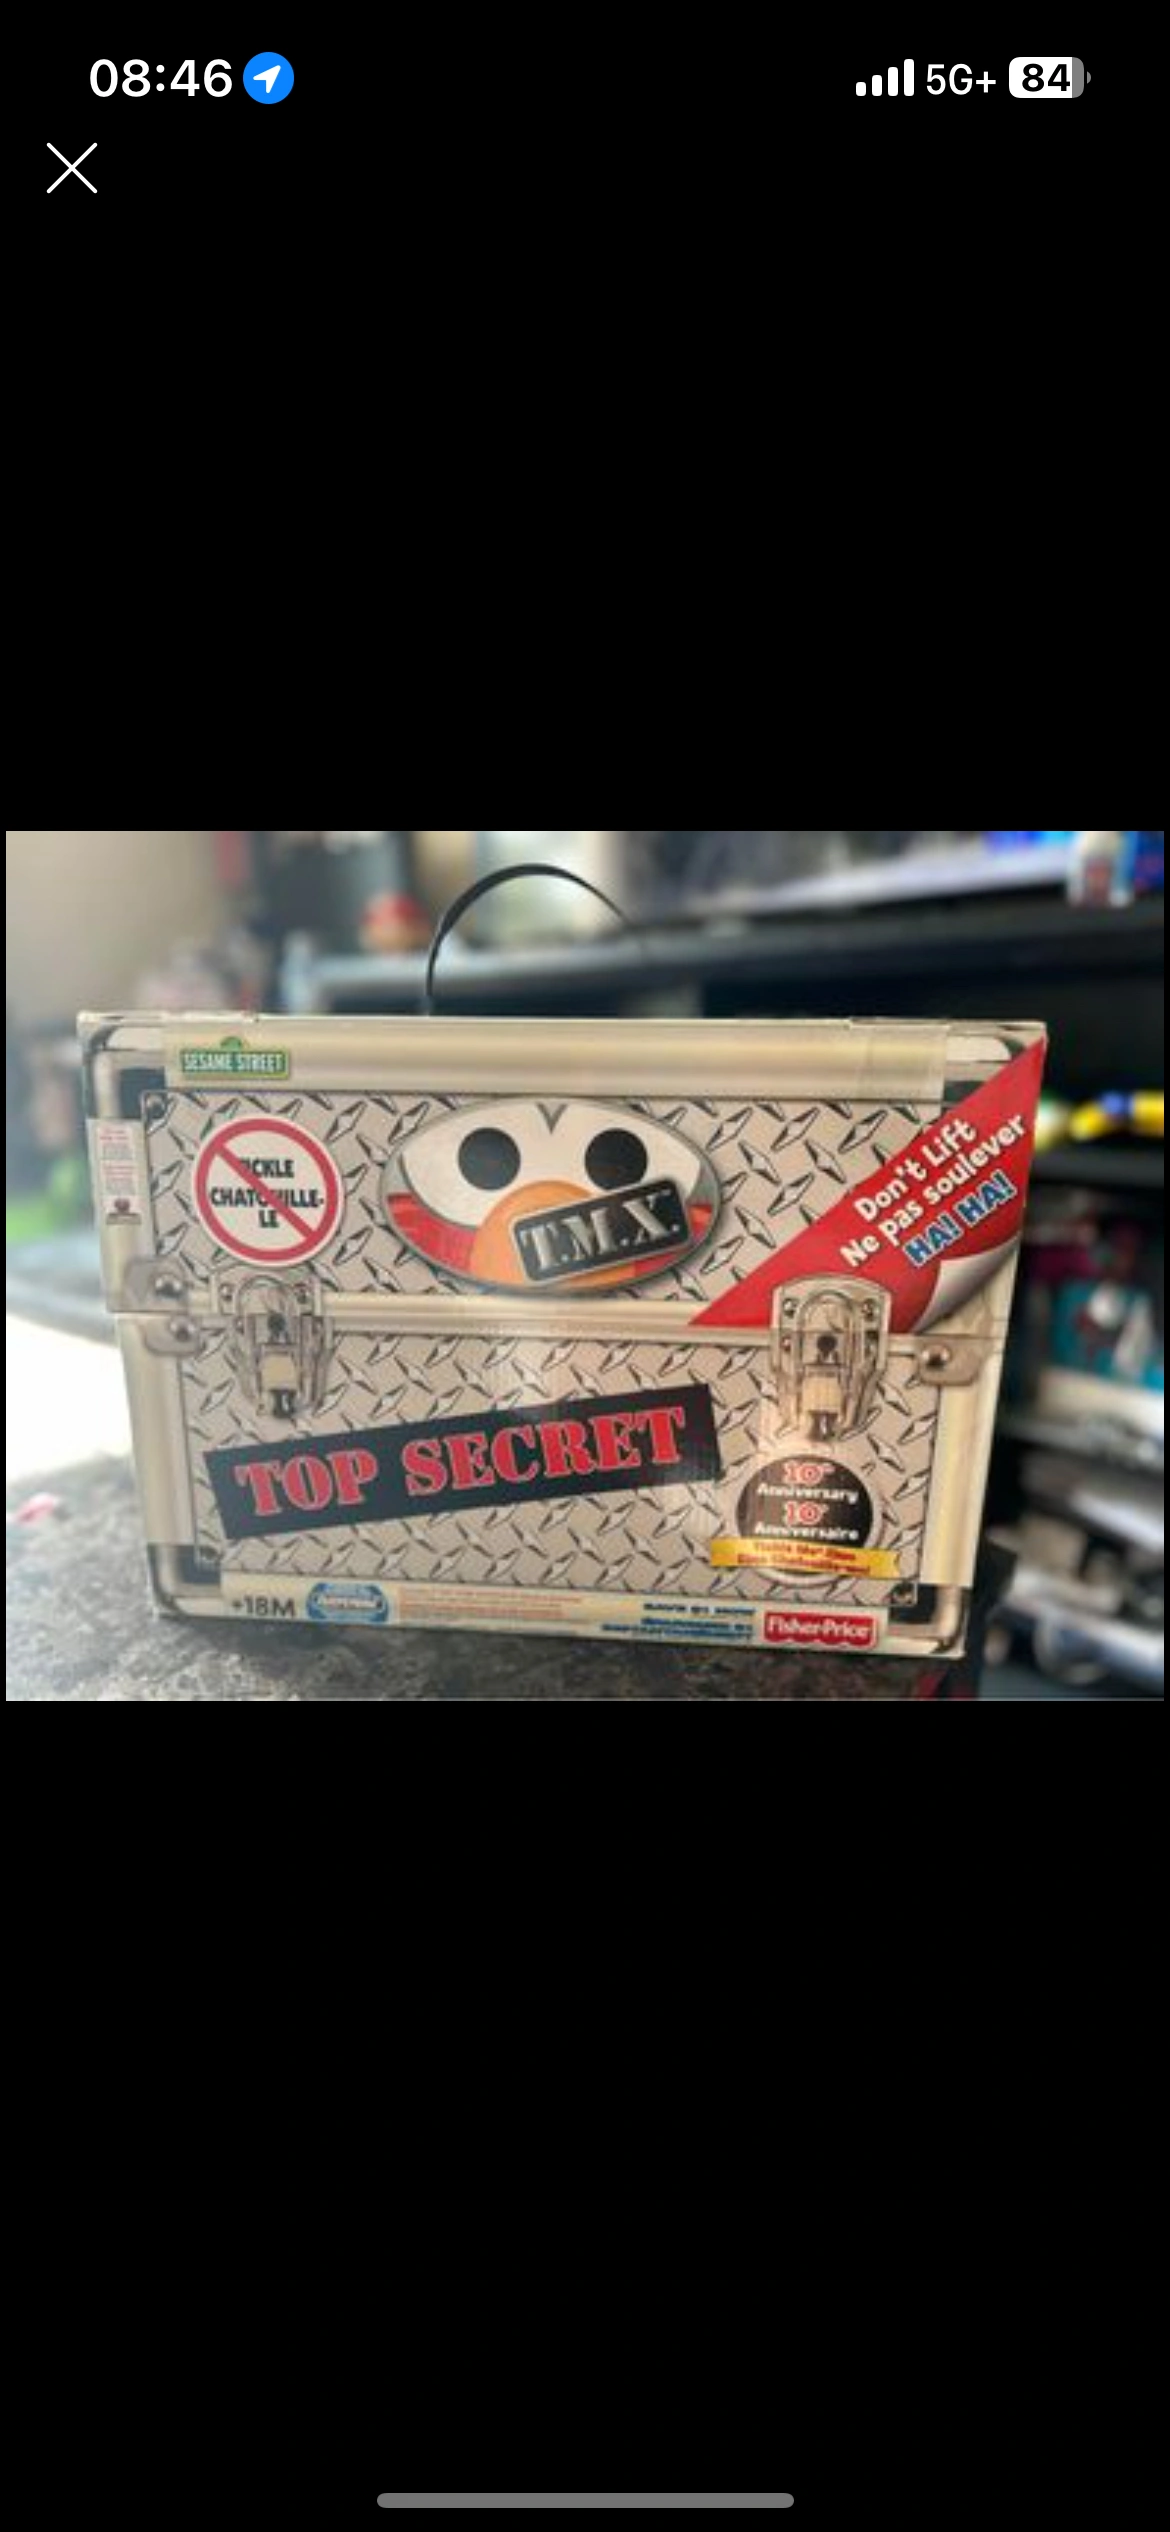 08:46
5G+
84
SESAME STREET
TICKLE
CHATOUILLE-
LE
T.M.X.
Don't Lift
Ne pas soulever
HA! HA!
TOP SECRET
10th
Anniversary
10e
Anniversaire
+18M
Fisher-Price